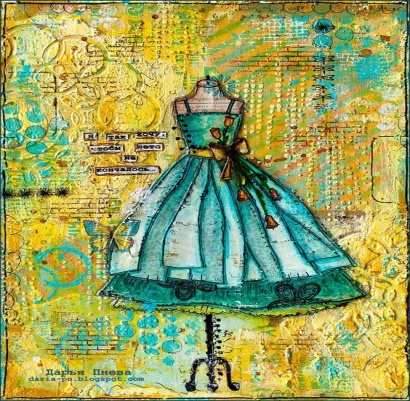 Я так хочу,
чтобы лето
не
кончалось...
Дарья Пнева
daria-pn.blogspot.com